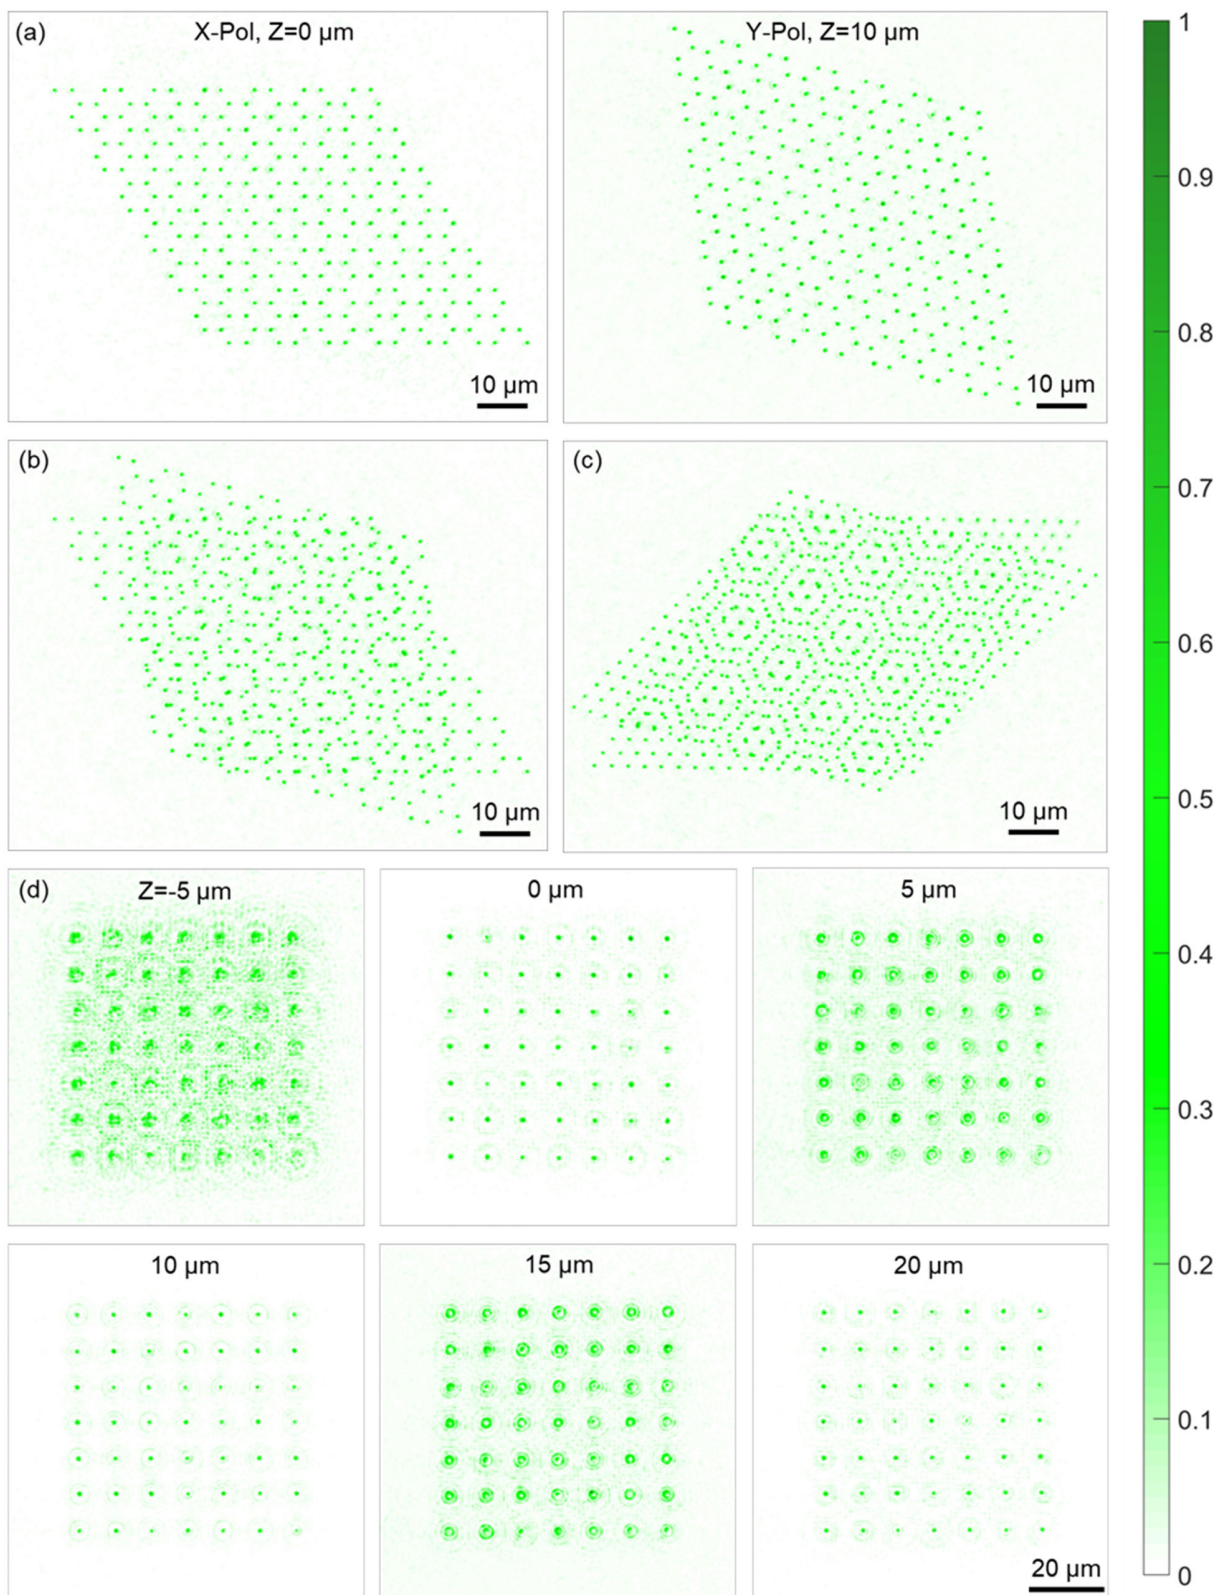 (a) X-Pol, Z=0 µm
Y-Pol, Z=10 µm
10 µm
10 µm
(b)
(c)
10 µm
10 µm
(d) Z=-5 µm
0 µm
5 µm
10 µm
15 µm
20 µm
20 µm
1
0.9
0.8
0.7
0.6
0.5
0.4
0.3
0.2
0.1
0